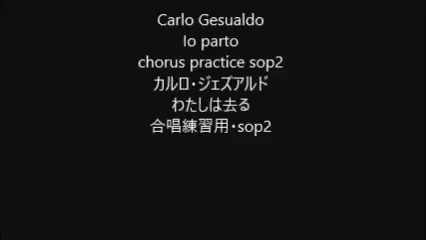 Carlo Gesualdo
Io parto
chorus practice sop2
カルロ・ジェズアルド
わたしは去る
合唱練習用・sop2